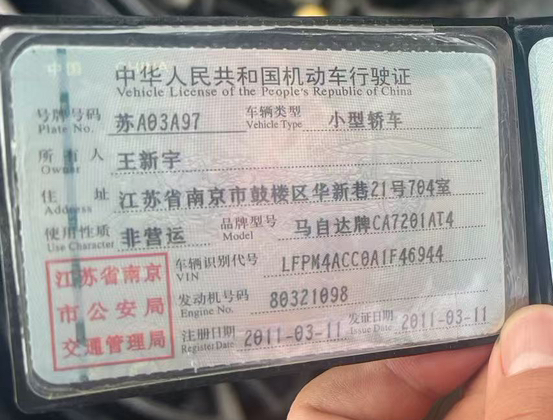 中华人民共和国机动车行驶证
Vehicle License of the People's Republic of China
号牌号码 苏A03A97 车辆类型 小型轿车
Plate No. Vehicle Type
所有人 王新宇
Owner
住址 江苏省南京市鼓楼区华新巷21号704室
Address
使用性质 非营运 品牌型号 马自达牌CA7201AT4
Use Character Model
车辆识别代号 LFPM4ACC0A1F46944
VIN
发动机号码 80321098
Engine No.
注册日期 2011-03-11 发证日期 2011-03-11
Register Date Issue Date
江苏省南京
市公安局
交通管理局